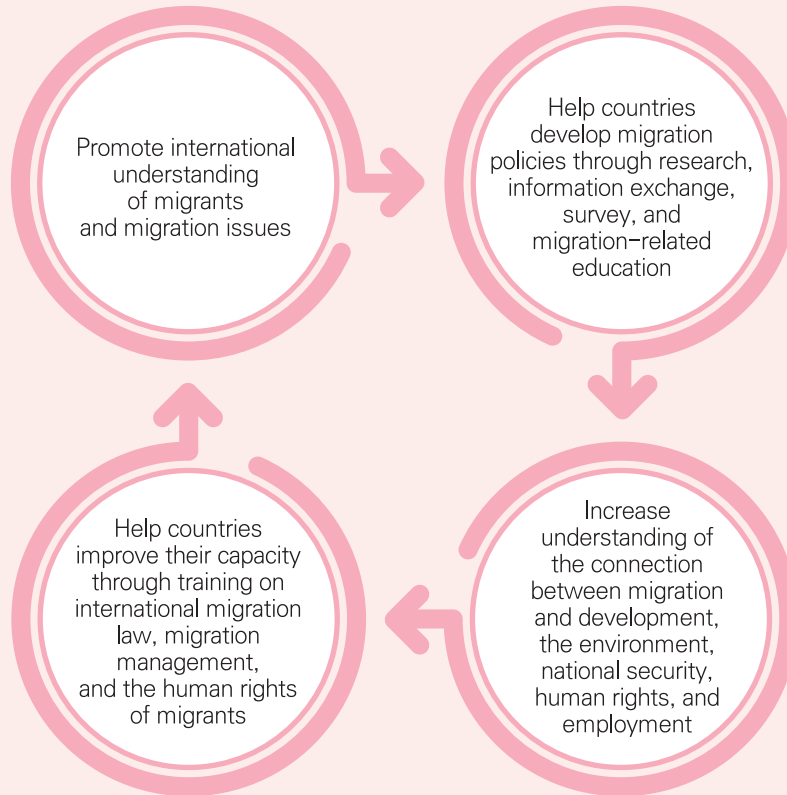 Promote international
understanding
of migrants
and migration issues
Help countries
develop migration
policies through research,
information exchange,
survey, and
migration-related
education
Increase
understanding of
the connection
between migration
and development,
the environment,
national security,
human rights, and
employment
Help countries
improve their capacity
through training on
international migration
law, migration
management,
and the human rights
of migrants